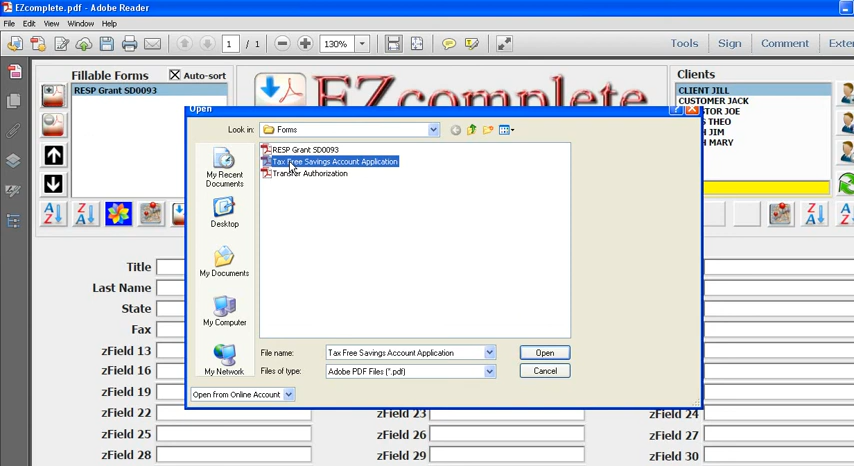 EZcomplete.pdf - Adobe Reader
File Edit View Window Help
1 / 1 130% Tools Sign Comment
Fillable Forms Auto-sort
RESP Grant SD0093
EZcomplete
Clients
CLIENT JILL
CUSTOMER JACK
JOE
THEO
JIM
MARY
Open
Look in: Forms
My Recent Documents
Desktop
My Documents
My Computer
My Network
RESP Grant SD0093
Tax Free Savings Account Application
Transfer Authorization
File name: Tax Free Savings Account Application Open
Files of type: Adobe PDF Files (*.pdf) Cancel
Open from Online Account
Title
Last Name
State
Fax
zField 13
zField 16
zField 19
zField 22 zField 23 zField 24
zField 25 zField 26 zField 27
zField 28 zField 29 zField 30